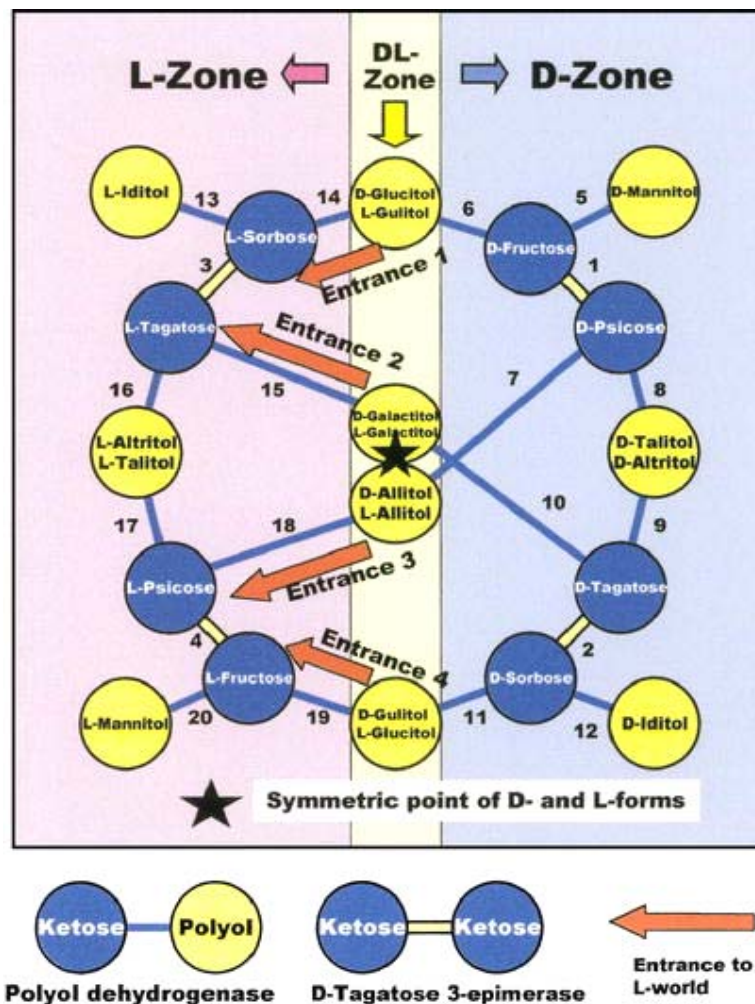 L-Zone
DL-
Zone
D-Zone
L-Iditol
13
14
D-Glucitol
L-Gulitol
6
5
D-Mannitol
L-Sorbose
D-Fructose
3
Entrance 1
1
L-Tagatose
Entrance 2
D-Psicose
16
15
7
8
D-Galactitol
L-Galactitol
L-Altritol
L-Talitol
D-Talitol
D-Altritol
D-Allitol
L-Allitol
17
18
10
9
L-Psicose
Entrance 3
D-Tagatose
4
Entrance 4
2
L-Fructose
D-Sorbose
L-Mannitol
20
19
D-Gulitol
L-Glucitol
11
12
D-Iditol
Symmetric point of D- and L-forms
Ketose
Polyol
Ketose
Ketose
Polyol dehydrogenase
D-Tagatose 3-epimerase
Entrance to
L-world